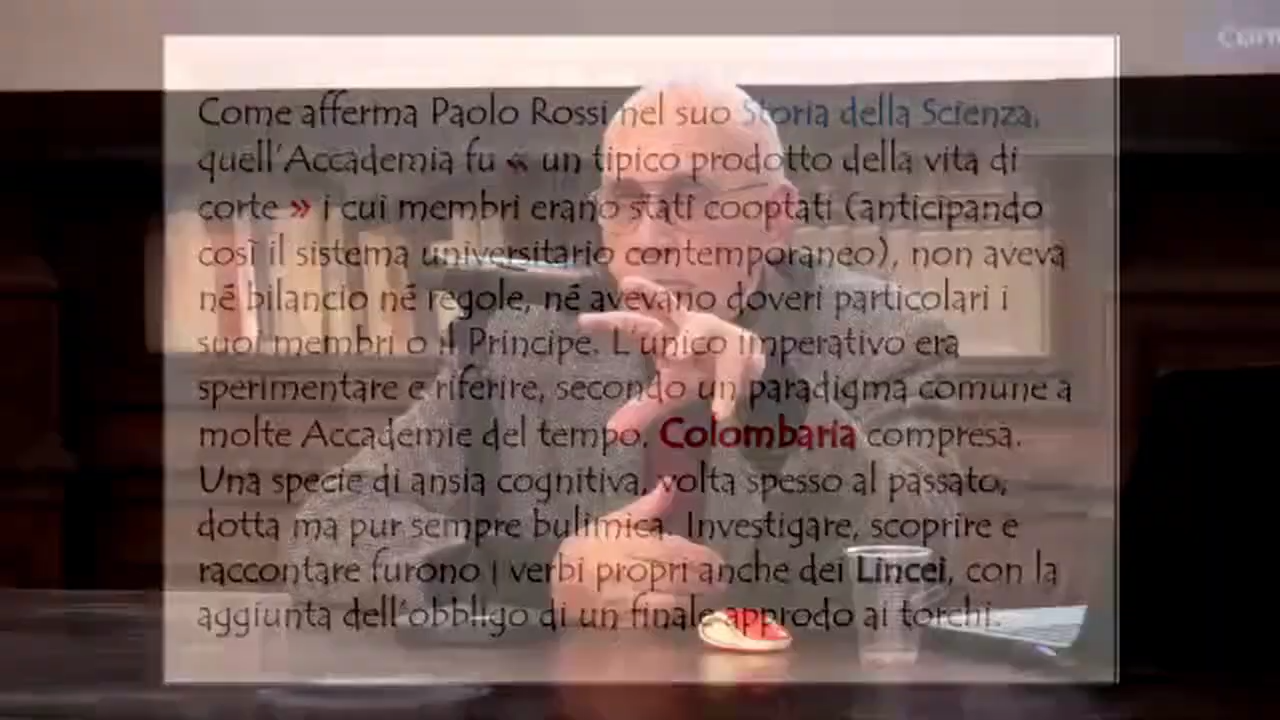 Come afferma Paolo Rossi nel suo Storia della Scienza,
quell'Accademia fu « un tipico prodotto della vita di
corte » i cui membri erano stati cooptati (anticipando
così il sistema universitario contemporaneo), non aveva
né bilancio né regole, né avevano doveri particolari i
suoi membri o il Principe. L'unico imperativo era
sperimentare e riferire, secondo un paradigma comune a
molte Accademie del tempo, Colombaria compresa.
Una specie di ansia cognitiva, volta spesso al passato,
dotta ma pur sempre bulimica. Investigare, scoprire e
raccontare furono i verbi propri anche dei Lincei, con la
aggiunta dell'obbligo di un finale approdo ai torchi.